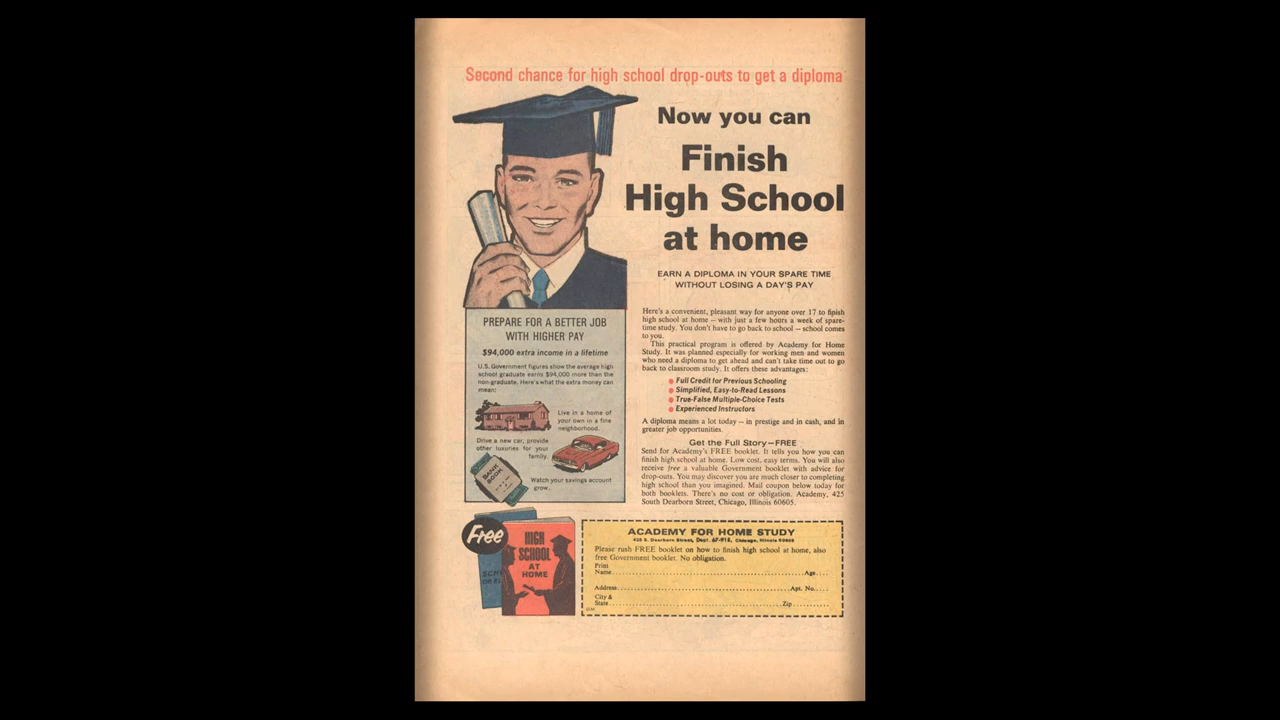 Second chance for high school drop-outs to get a diploma
Now you can
Finish
High School
at home
EARN A DIPLOMA IN YOUR SPARE TIME
WITHOUT LOSING A DAY'S PAY
PREPARE FOR A BETTER JOB
WITH HIGHER PAY
$94,000 extra income in a lifetime
U.S. Government figures show the average high
school graduate earns $94,000 more than the
non-graduate. Here's what the extra money can
mean:
Live in a home of
your own in a fine
neighborhood.
Drive a new car, provide
other luxuries for your
family.
BANK
BOOK
Watch your savings account
grow.
Here's a convenient, pleasant way for anyone over 17 to finish
high school at home — with just a few hours a week of spare-
time study. You don't have to go back to school — school comes
to you.
This practical program is offered by Academy for Home
Study. It was planned especially for working men and women
who need a diploma to get ahead and can't take time out to go
back to classroom study. It offers these advantages:
● Full Credit for Previous Schooling
● Simplified, Easy-to-Read Lessons
● True-False Multiple-Choice Tests
● Experienced Instructors
A diploma means a lot today — in prestige and in cash, and in
greater job opportunities.
Get the Full Story—FREE
Send for Academy's FREE booklet. It tells you how you can
finish high school at home. Low cost, easy terms. You will also
receive free a valuable Government booklet with advice for
drop-outs. You may discover you are much closer to completing
high school than you imagined. Mail coupon below today for
both booklets. There's no cost or obligation. Academy, 425
South Dearborn Street, Chicago, Illinois 60605.
Free
HIGH
SCHOOL
AT
HOME
ACADEMY FOR HOME STUDY
425 S. Dearborn Street, Dept. 67-918, Chicago, Illinois 60605
Please rush FREE booklet on how to finish high school at home, also
free Government booklet. No obligation.
Print
Name.......... Age....
Address.......... Apt. No....
City &
State.......... Zip..........